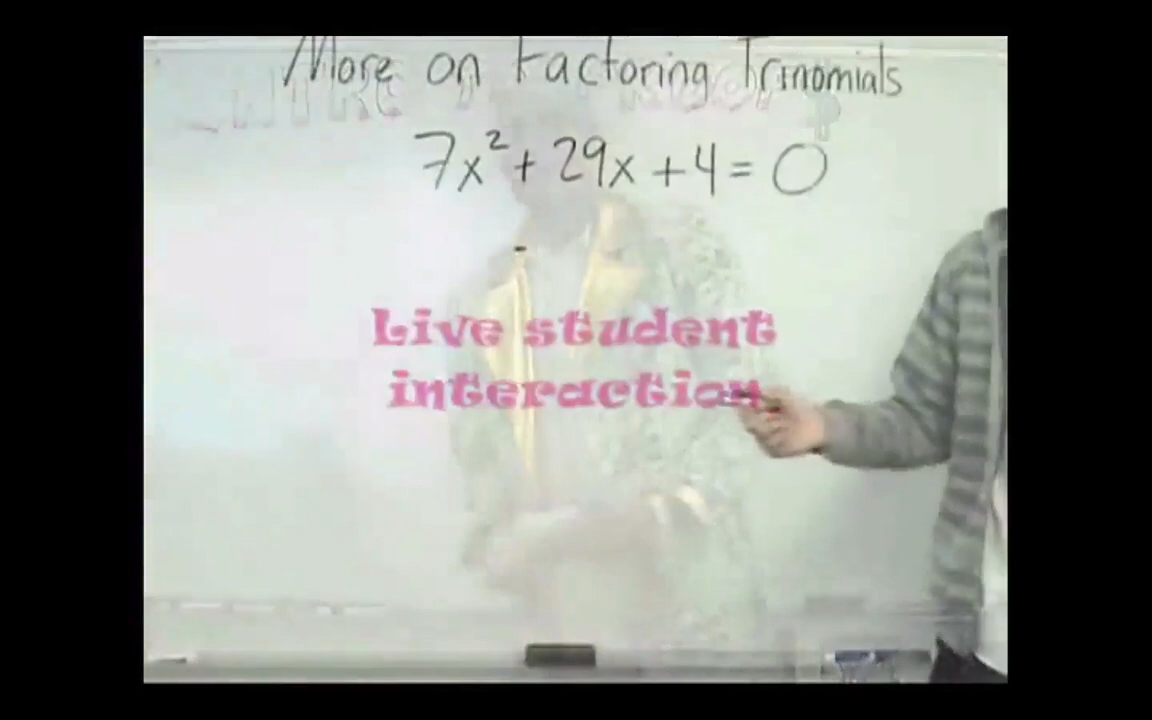 More on Factoring Trinomials
7x² + 29x + 4 = 0
Live student
interaction